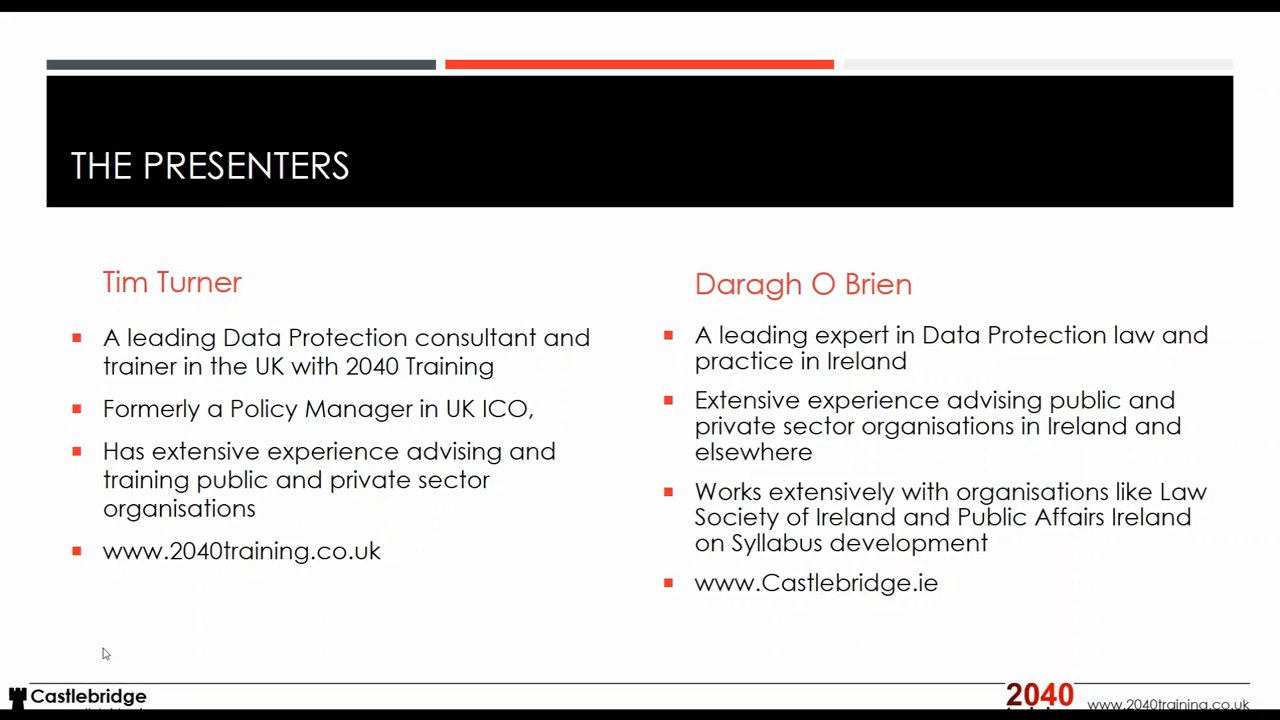 THE PRESENTERS
Tim Turner
A leading Data Protection consultant and
trainer in the UK with 2040 Training
Formerly a Policy Manager in UK ICO,
Has extensive experience advising and
training public and private sector
organisations
www.2040training.co.uk
Daragh O Brien
A leading expert in Data Protection law and
practice in Ireland
Extensive experience advising public and
private sector organisations in Ireland and
elsewhere
Works extensively with organisations like Law
Society of Ireland and Public Affairs Ireland
on Syllabus development
www.Castlebridge.ie
Castlebridge
2040
www.2040training.co.uk